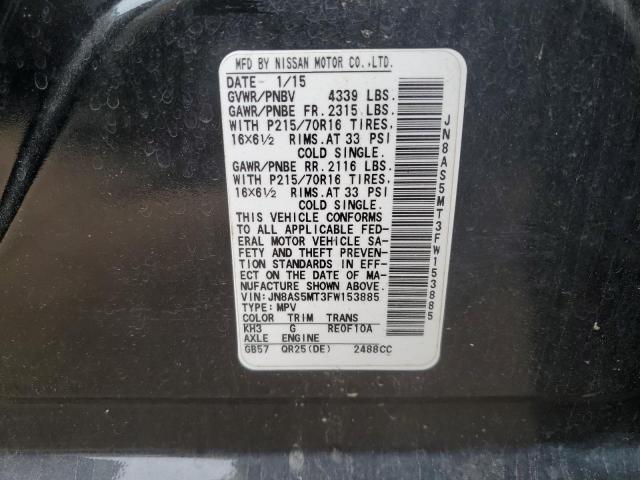 MFD BY NISSAN MOTOR CO.,LTD.
DATE 1/15
GVWR/PNBV 4339 LBS.
GAWR/PNBE FR.2315 LBS.
WITH P215/70R16 TIRES,
16X6½ RIMS.AT 33 PSI
COLD SINGLE.
GAWR/PNBE RR.2116 LBS.
WITH P215/70R16 TIRES,
16X6½ RIMS.AT 33 PSI
COLD SINGLE.
THIS VEHICLE CONFORMS
TO ALL APPLICABLE FED-
ERAL MOTOR VEHICLE SA-
FETY AND THEFT PREVEN-
TION STANDARDS IN EFF-
ECT ON THE DATE OF MA-
NUFACTURE SHOWN ABOVE.
VIN:JN8AS5MT3FW153885
TYPE:MPV
COLOR TRIM TRANS
KH3 G RE0F10A
AXLE ENGINE
GB57 QR25(DE) 2488CC
JN8AS5MT3FW153885